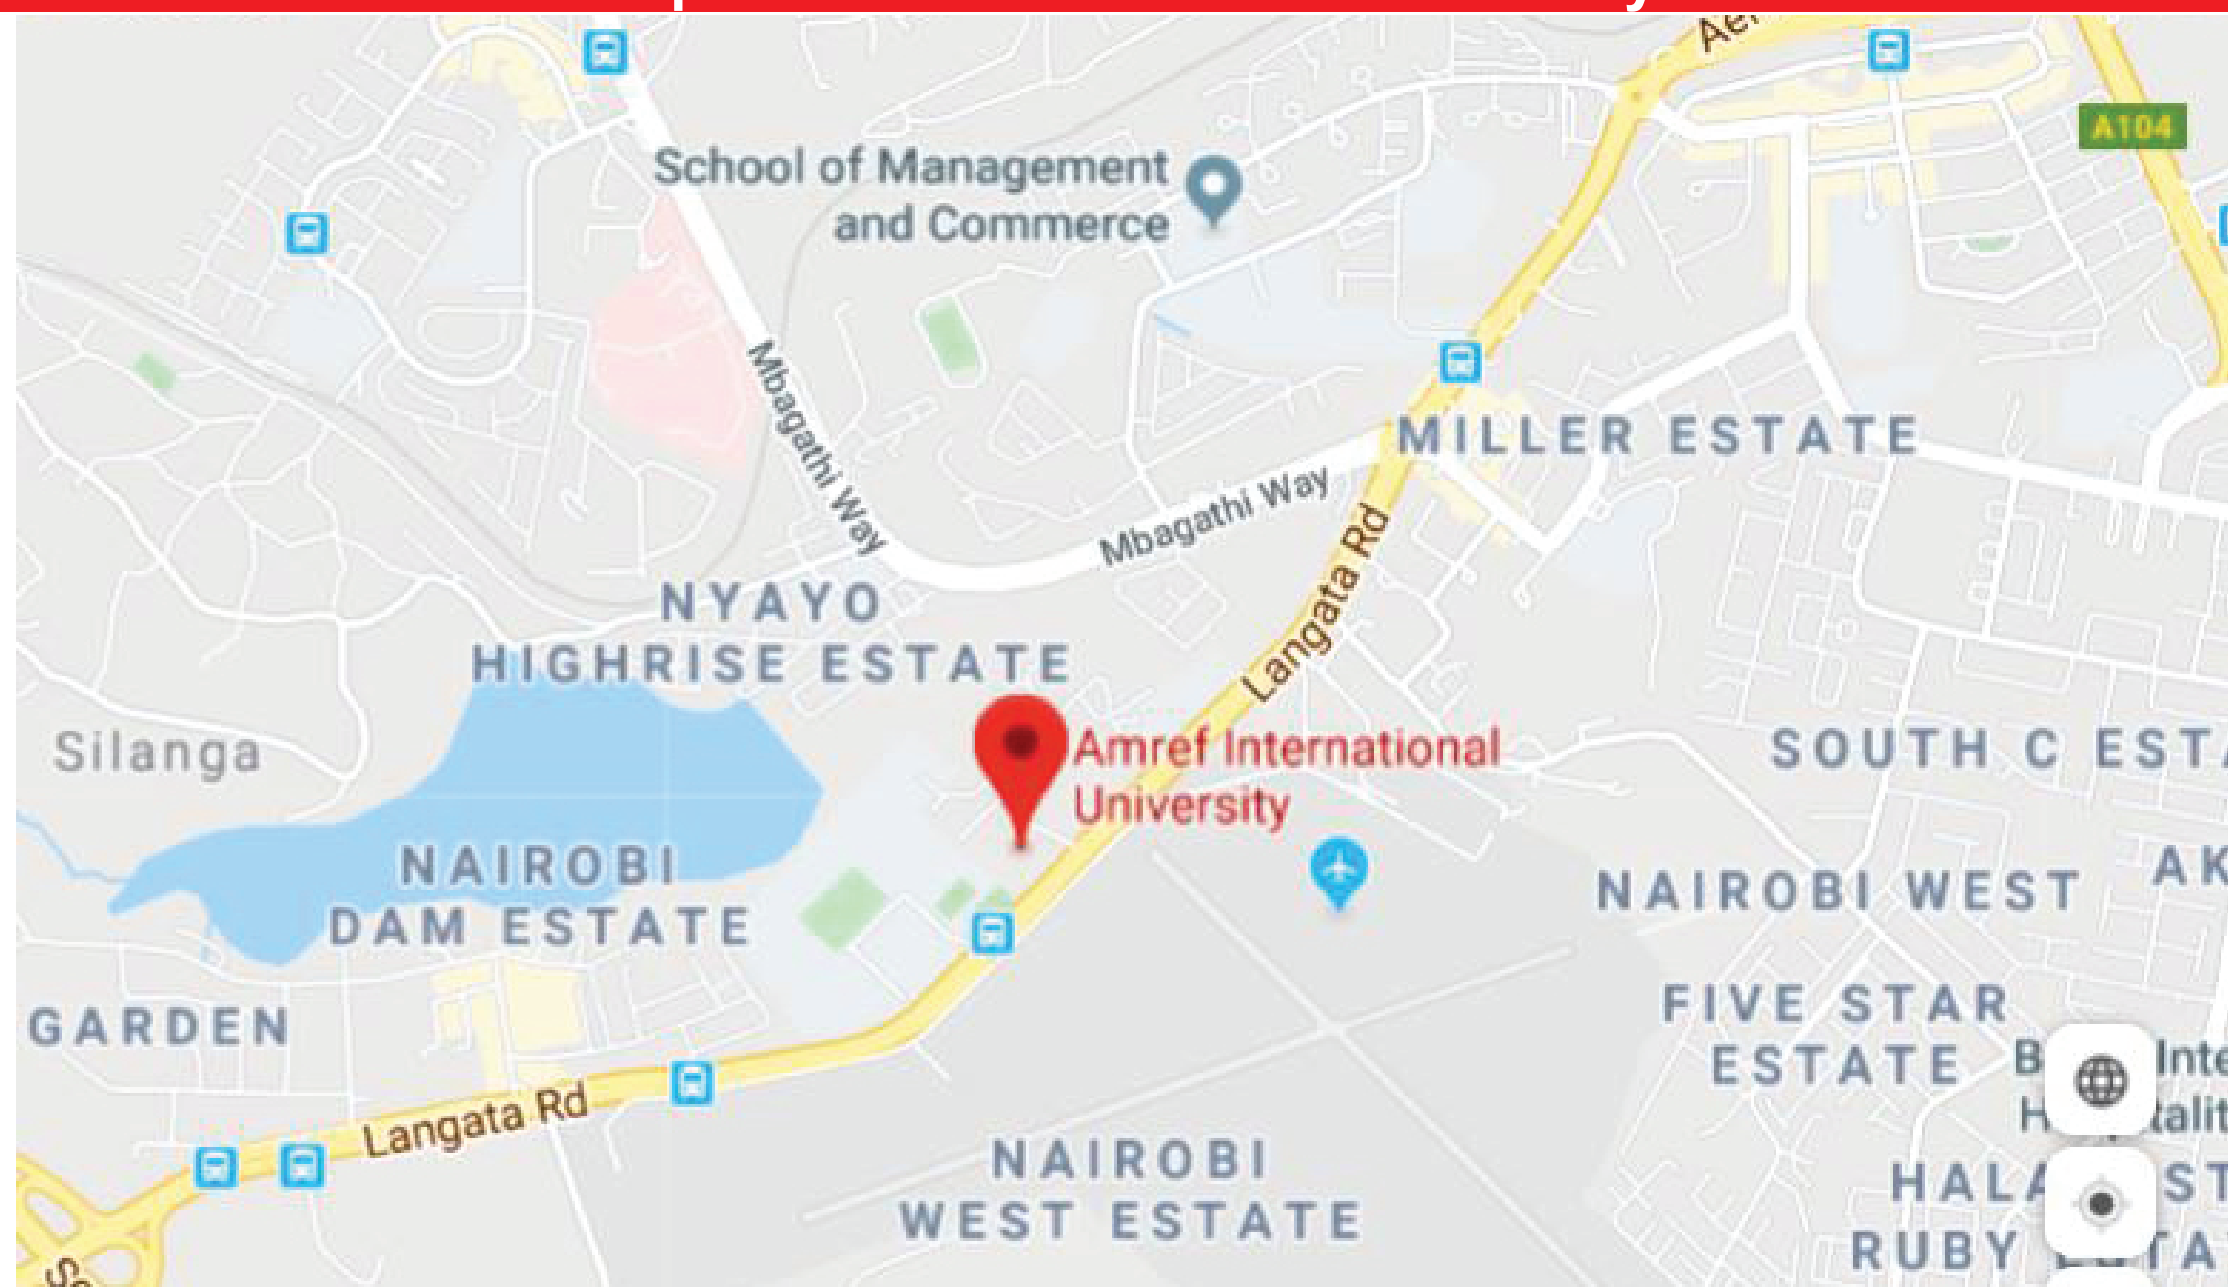 A104
School of Management
and Commerce
Mbagathi Way
MILLER ESTATE
Mbagathi Way
Langata Rd
NYAYO
HIGHRISE ESTATE
Silanga
Amref International
University
SOUTH C
NAIROBI
DAM ESTATE
NAIROBI WEST
GARDEN
FIVE STAR
ESTATE
Langata Rd
NAIROBI
WEST ESTATE
RUBY